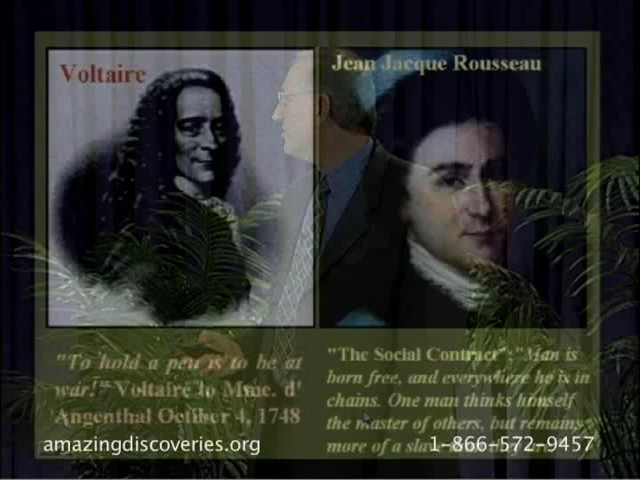 Voltaire
Jean Jacque Rousseau
"To hold a pen is to be at
war!" Voltaire to Mme. d'
Angenthal October 4, 1748
"The Social Contract": "Man is
born free, and everywhere he is in
chains. One man thinks himself
the master of others, but remains
more of a slave
amazingdiscoveries.org
1-866-572-9457